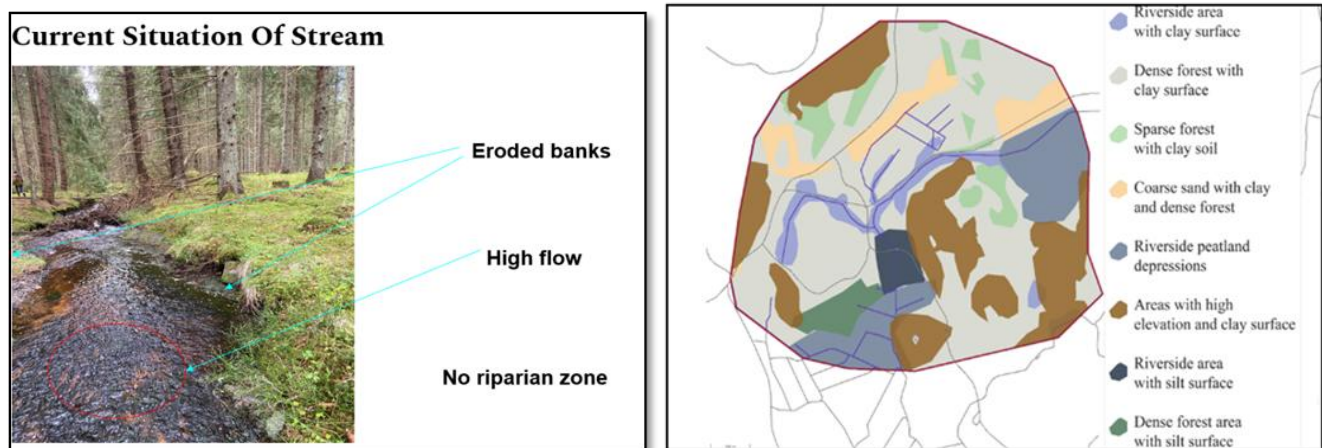 Current Situation Of Stream
Eroded banks
High flow
No riparian zone
Riverside area
with clay surface
Dense forest with
clay surface
Sparse forest
with clay soil
Coarse sand with clay
and dense forest
Riverside peatland
depressions
Areas with high
elevation and clay surface
Riverside area
with silt surface
Dense forest area
with silt surface